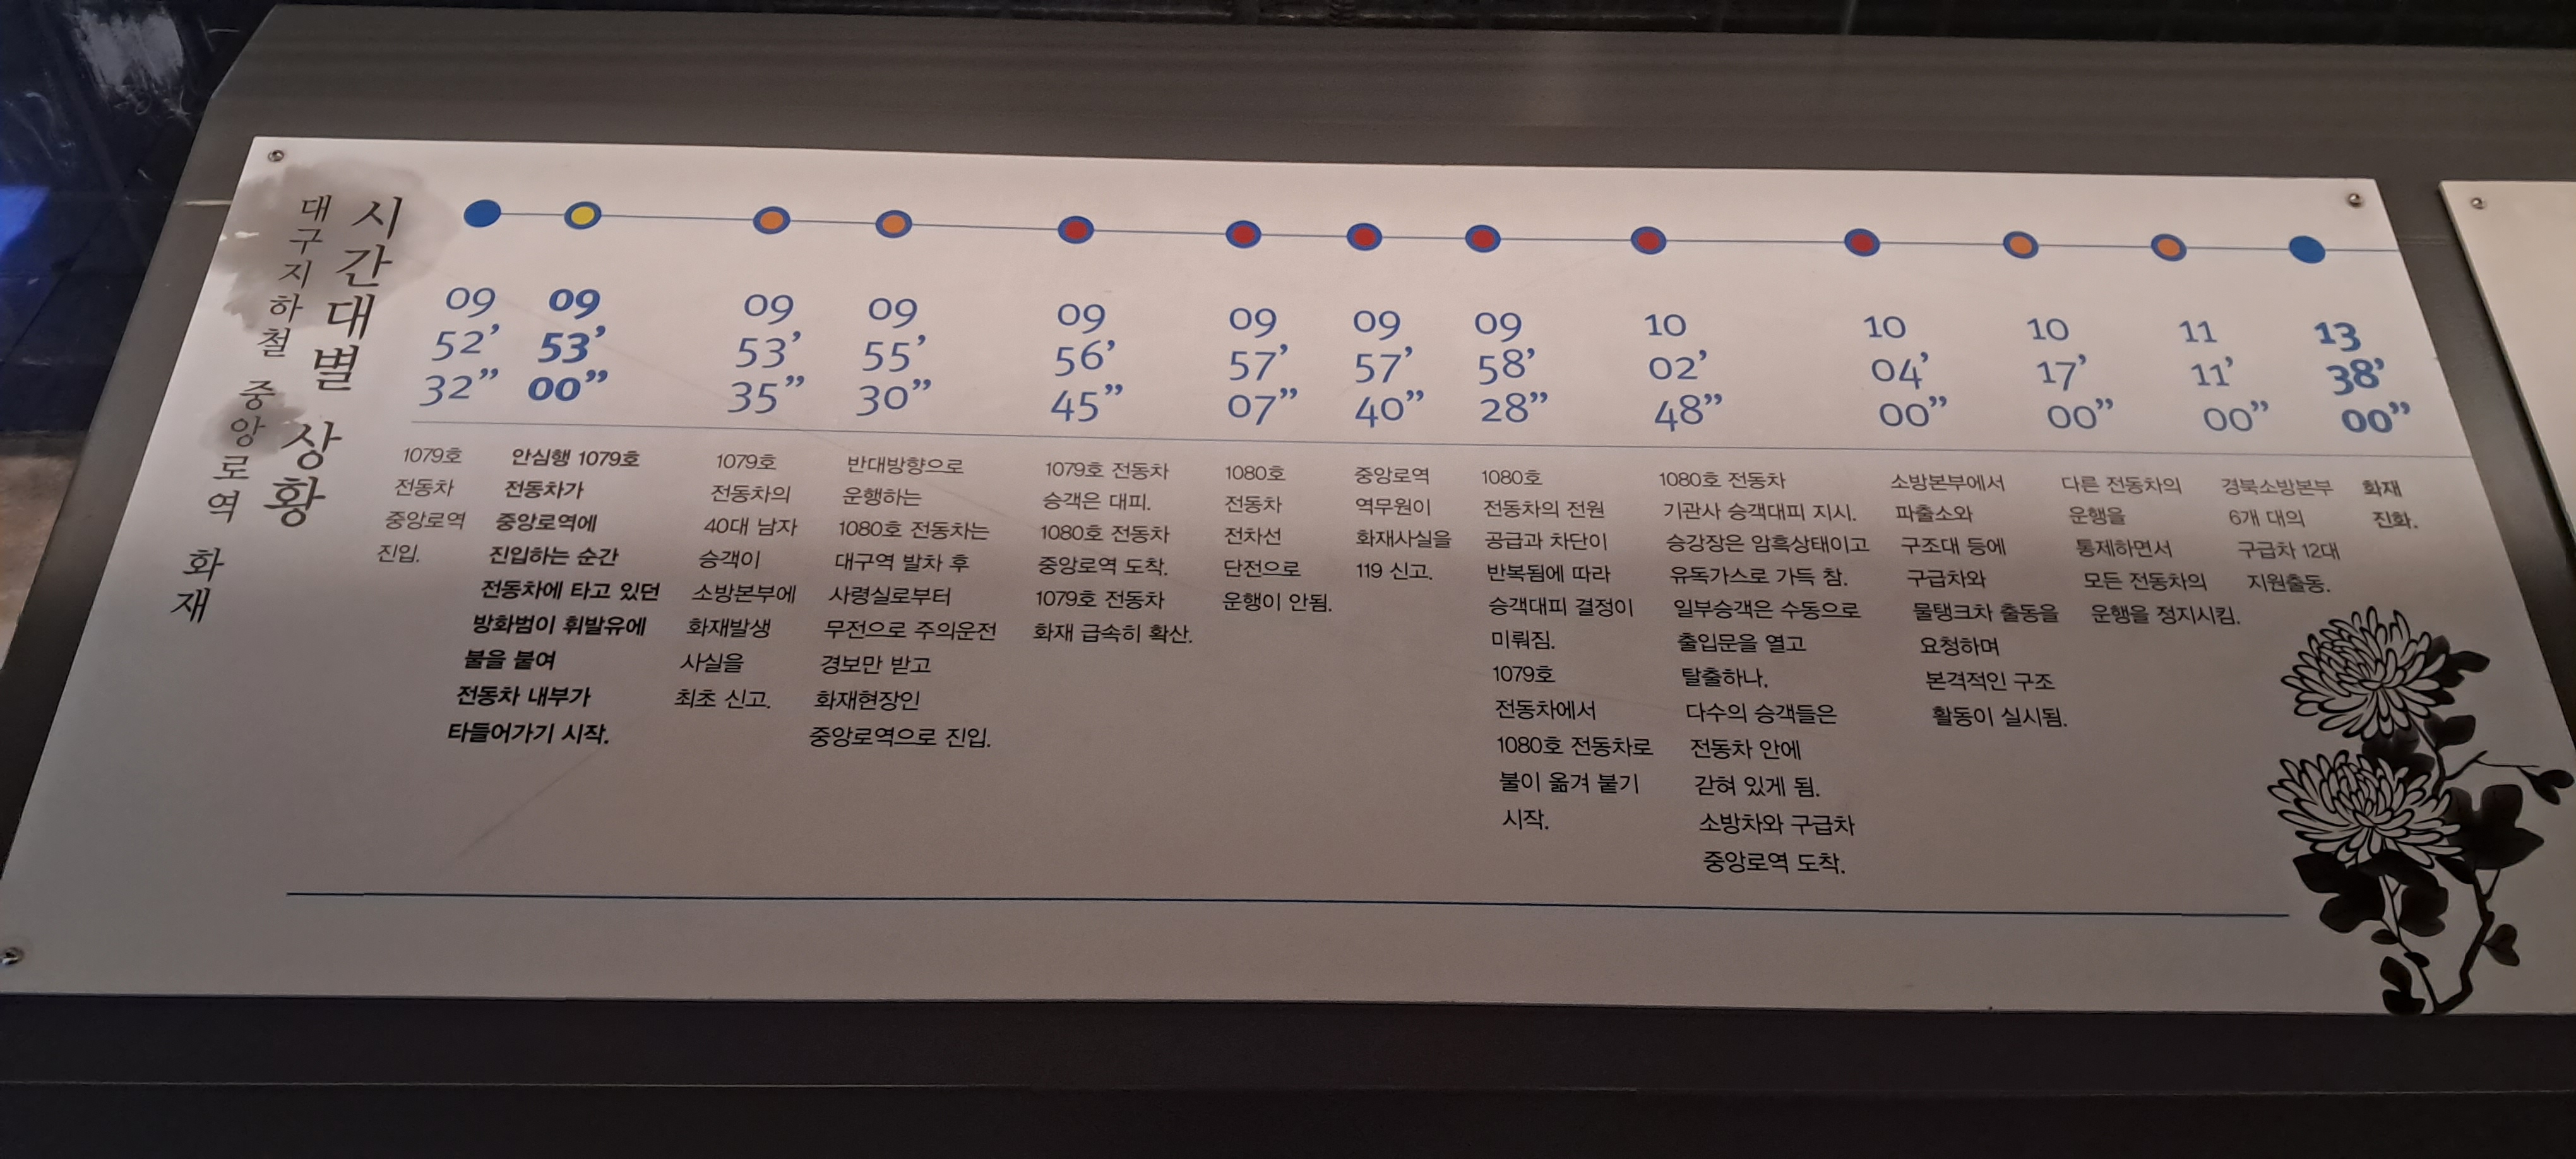 시간대별 상황
대구지하철 중앙로역 화재
09
52’
32”
1079호
전동차
중앙로역
진입.
09
53’
00”
안심행 1079호
전동차가
중앙로역에
진입하는 순간
전동차에 타고 있던
방화범이 휘발유에
불을 붙여
전동차 내부가
타들어가기 시작.
09
53’
35”
1079호
전동차의
40대 남자
승객이
소방본부에
화재발생
사실을
최초 신고.
09
55’
30”
반대방향으로
운행하는
1080호 전동차는
대구역 발차 후
사령실로부터
무전으로 주의운전
경보만 받고
화재현장인
중앙로역으로 진입.
09
56’
45”
1079호 전동차
승객은 대피.
1080호 전동차
중앙로역 도착.
1079호 전동차
화재 급속히 확산.
09
57’
07”
1080호
전동차
전차선
단전으로
운행이 안됨.
09
57’
40”
중앙로역
역무원이
화재사실을
119 신고.
09
58’
28”
1080호
전동차의 전원
공급과 차단이
반복됨에 따라
승객대피 결정이
미뤄짐.
1079호
전동차에서
1080호 전동차로
불이 옮겨 붙기
시작.
10
02’
48”
1080호 전동차
기관사 승객대피 지시.
승강장은 암흑상태이고
유독가스로 가득 참.
일부승객은 수동으로
출입문을 열고
탈출하나,
다수의 승객들은
전동차 안에
갇혀 있게 됨.
소방차와 구급차
중앙로역 도착.
10
04’
00”
소방본부에서
파출소와
구조대 등에
구급차와
물탱크차 출동을
요청하며
본격적인 구조
활동이 실시됨.
10
17’
00”
다른 전동차의
운행을
통제하면서
모든 전동차의
운행을 정지시킴.
11
11’
00”
경북소방본부
6개 대의
구급차 12대
지원출동.
13
38’
00”
화재
진화.